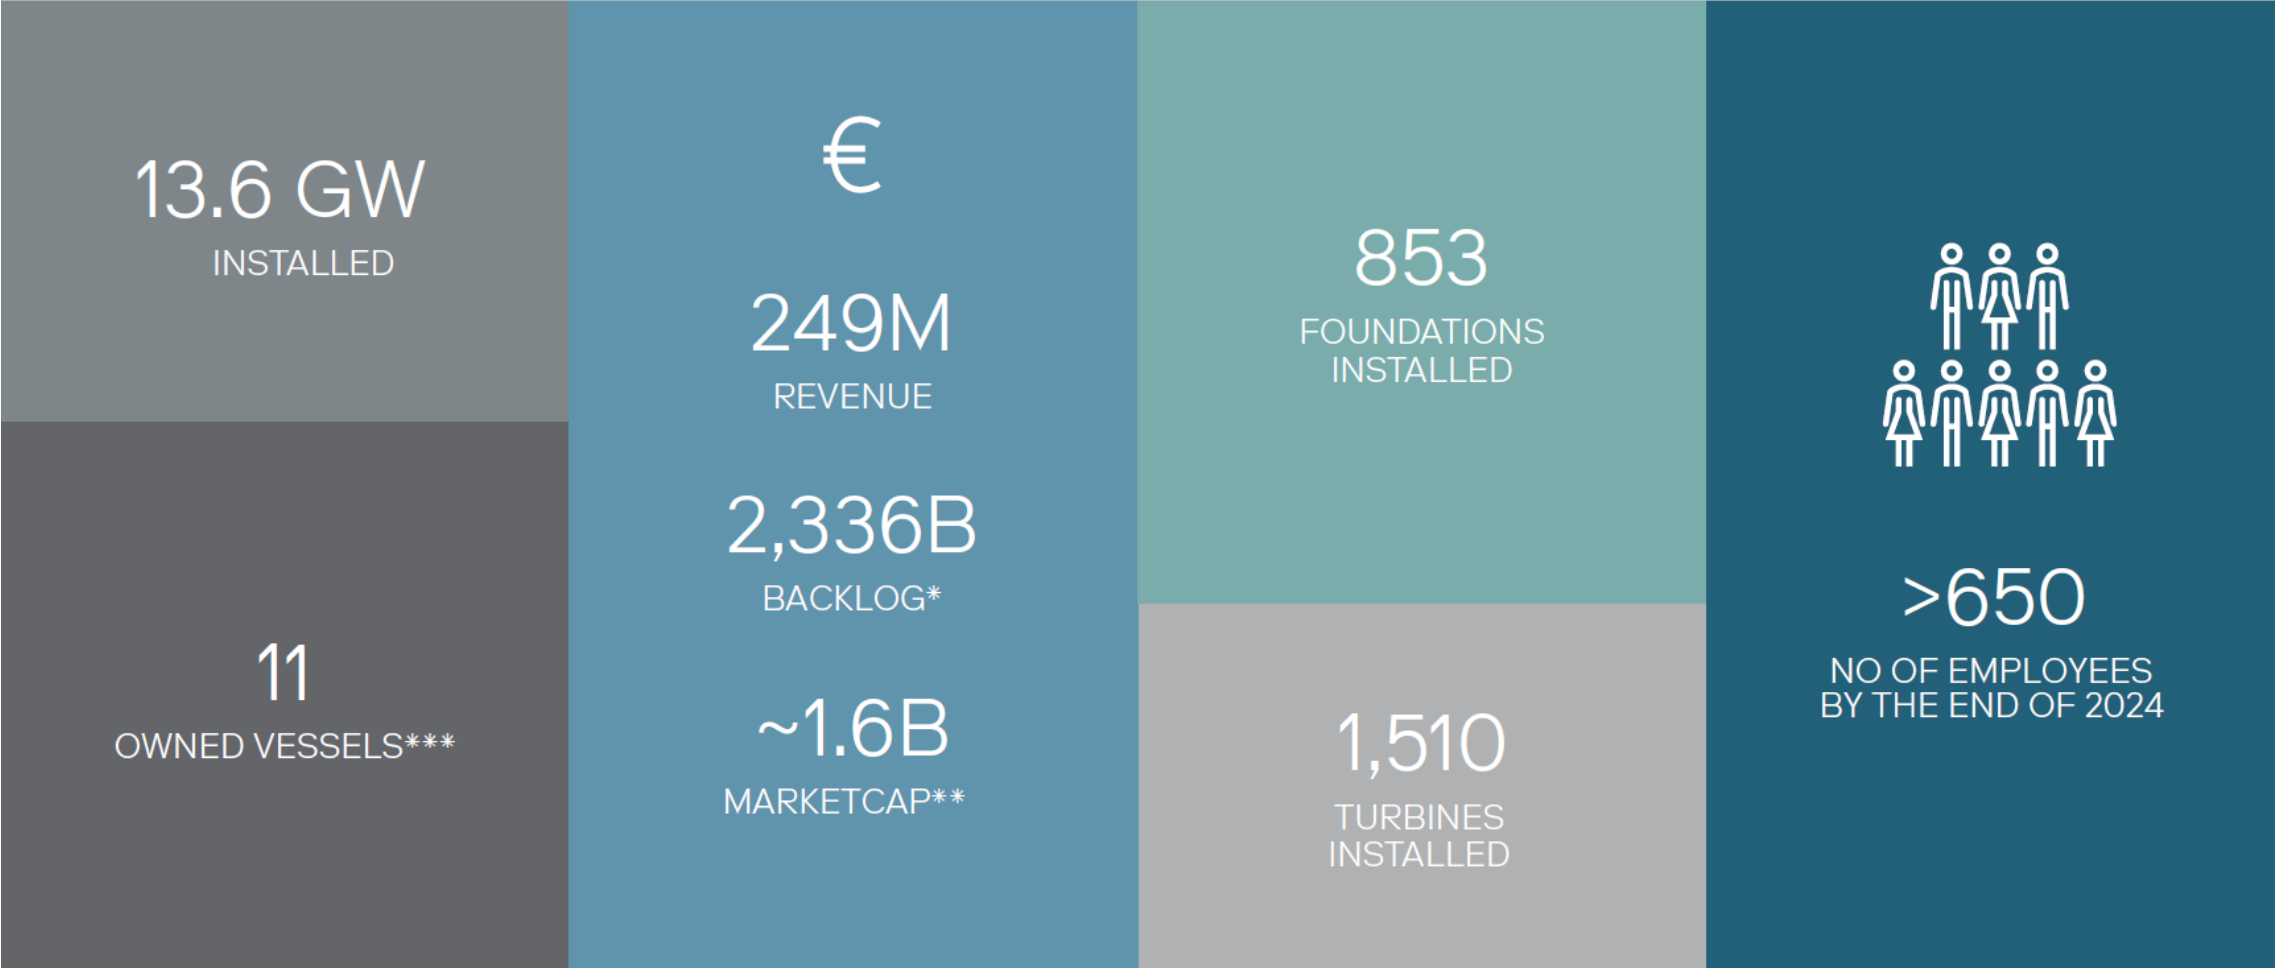 13.6 GW
INSTALLED
11
OWNED VESSELS***
€
249M
REVENUE
2,336B
BACKLOG*
~1.6B
MARKETCAP**
853
FOUNDATIONS
INSTALLED
1,510
TURBINES
INSTALLED
>650
NO OF EMPLOYEES
BY THE END OF 2024